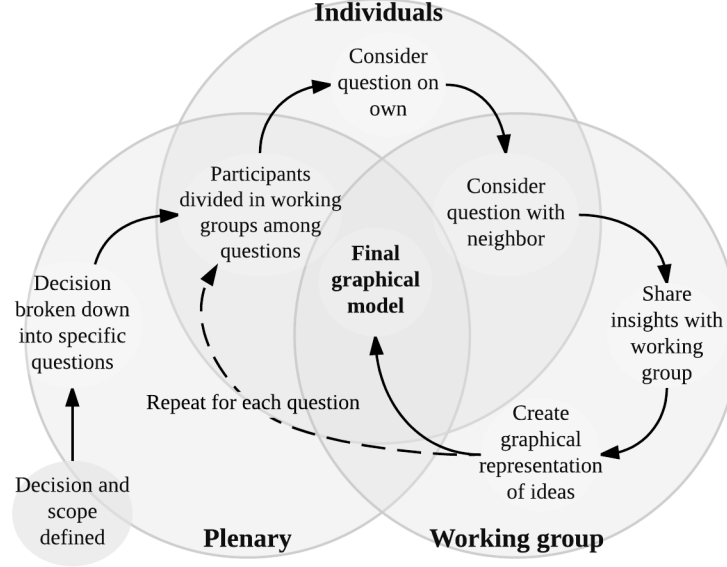 Individuals
Consider
question on
own
Participants
divided in working
groups among
questions
Consider
question with
neighbor
Final
graphical
model
Decision
broken down
into specific
questions
Share
insights with
working
group
Repeat for each question
Create
graphical
representation
of ideas
Decision and
scope
defined
Plenary
Working group